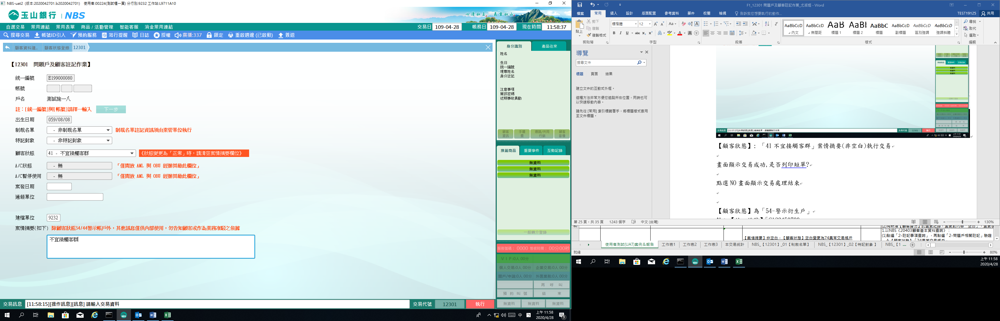 NBS-uat2 (版本:2020042701.b2020042701) 使用者:00224(測試櫃一賓) 分行別:9232 工作站:L9711A10
玉山銀行 | NBS
心清如玉, 義重如山。
自選交易 常用連結 常用表單 商品/活動管理 智能客服 消金常用連結
交易日 109-04-28 帳務日 109-04-28 現在時間 11:58:37
搜尋交易 帳號ID引入 預約服務 蒞行提醒 日誌 授權 廣播:337 鎖定 重啟週邊 (已啟動) 簽退
顧客資料建.. 顧客狀態登錄 12301
【12301 問題戶及顧客註記作業】
統一編號 E199000080
帳號
戶名 測試施一八
註：[統一編號]與[帳號]請擇一輸入 下一步
出生日期 059/08/08
制裁名單 - 非制裁名單 制裁名單註記資訊須由業管單位執行
特記對象 - 非特記對象
顧客狀態 41 - 不宜接觸客群 《狀態變更為「正常」時，請清空案情摘要欄位》
A/C狀態 - 無 「僅開放 AML 與 OBU 經辦異動此欄位」
A/C暫停使用 - 無 「僅開放 AML 與 OBU 經辦異動此欄位」
案發日期
通報單位
建檔單位 9232
案情摘要(如下) 除顧客狀態34/44警示帳戶外，其他訊息僅供內部使用，勿告知顧客或作為業務准駁之依據
不宜接觸客群
身分識別 產品往來
姓名
生日
統一編號
理專姓名
身分註記
注意事項
簡訊密碼
近期事故異動
顧客資訊 手續費 通路/共同行銷 顧客影像
推薦商品 重要事件 互動記錄
無資料
無資料
無資料
一般轉介登錄
服務號碼： 0000 等候時間： 00分00秒
V I P:0人 00分
個人交易:0人 00分 企業交易:0人 00分
開戶/申請:0人 00分 外匯業務:0人 00分
再 呼 叫
預 約 叫 號 結 束
無資料 無資料 無資料
交易訊息 [11:58:15][操作訊息][訊息] 請輸入交易資料 交易代號 12301 執行
中 上午 11:58
2020/4/28 3
F1_12301 問題戶及顧客註記作業_尤淑姬 - Word
檔案 常用 插入 設計 版面配置 參考資料 郵件 校閱 檢視 告訴我您想要執行的動作... TEST19125 共用
貼上 剪下 複製 複製格式 剪貼簿
標楷體 12 字型
段落
AaBbCcD AaBbCcD AaB AaBl AaBbC AaBbCcD AaBbCcD AaBbCcD
內文 無間距 標題 1 標題 2 標題 副標題 區別強調 強調斜體
樣式
尋找 取代 選取 編輯
導覽
搜尋文件
標題 頁面 結果
建立文件的互動式外框。
這種方法非常方便您追蹤所在位置，同時也可以快速移動內容。
請先從 [常用] 索引標籤著手，將標題樣式套用至文件標題。
【顧客狀態】: 「41 不宜接觸客群」案情摘要(非空白)執行交易
畫面顯示交易成功,是否列印短單?
點選 NO 畫面顯示交易處理結束
【顧客狀態】為「54-警示衍生戶」
第 25 頁，共 35 頁 1243 個字 中文 (台灣) 130%
【案情摘要】非空白,【顧客狀態】空白變更為74異常交易帳戶
1.以NBS《20403顧客基本資料查詢》：
(1)點選「2-註記事項查詢」，再點選「2-問題戶相關註記」驗證
使用者測試(UAT)案例＆報告 工作表1 工作表2 工作表3 本交易統計 NBS_【12301】_01【制裁名單】 NBS_【12301】_02【特記對象 】 NBS_【1 ...
就緒 80%
上午 11:58
2020/4/28